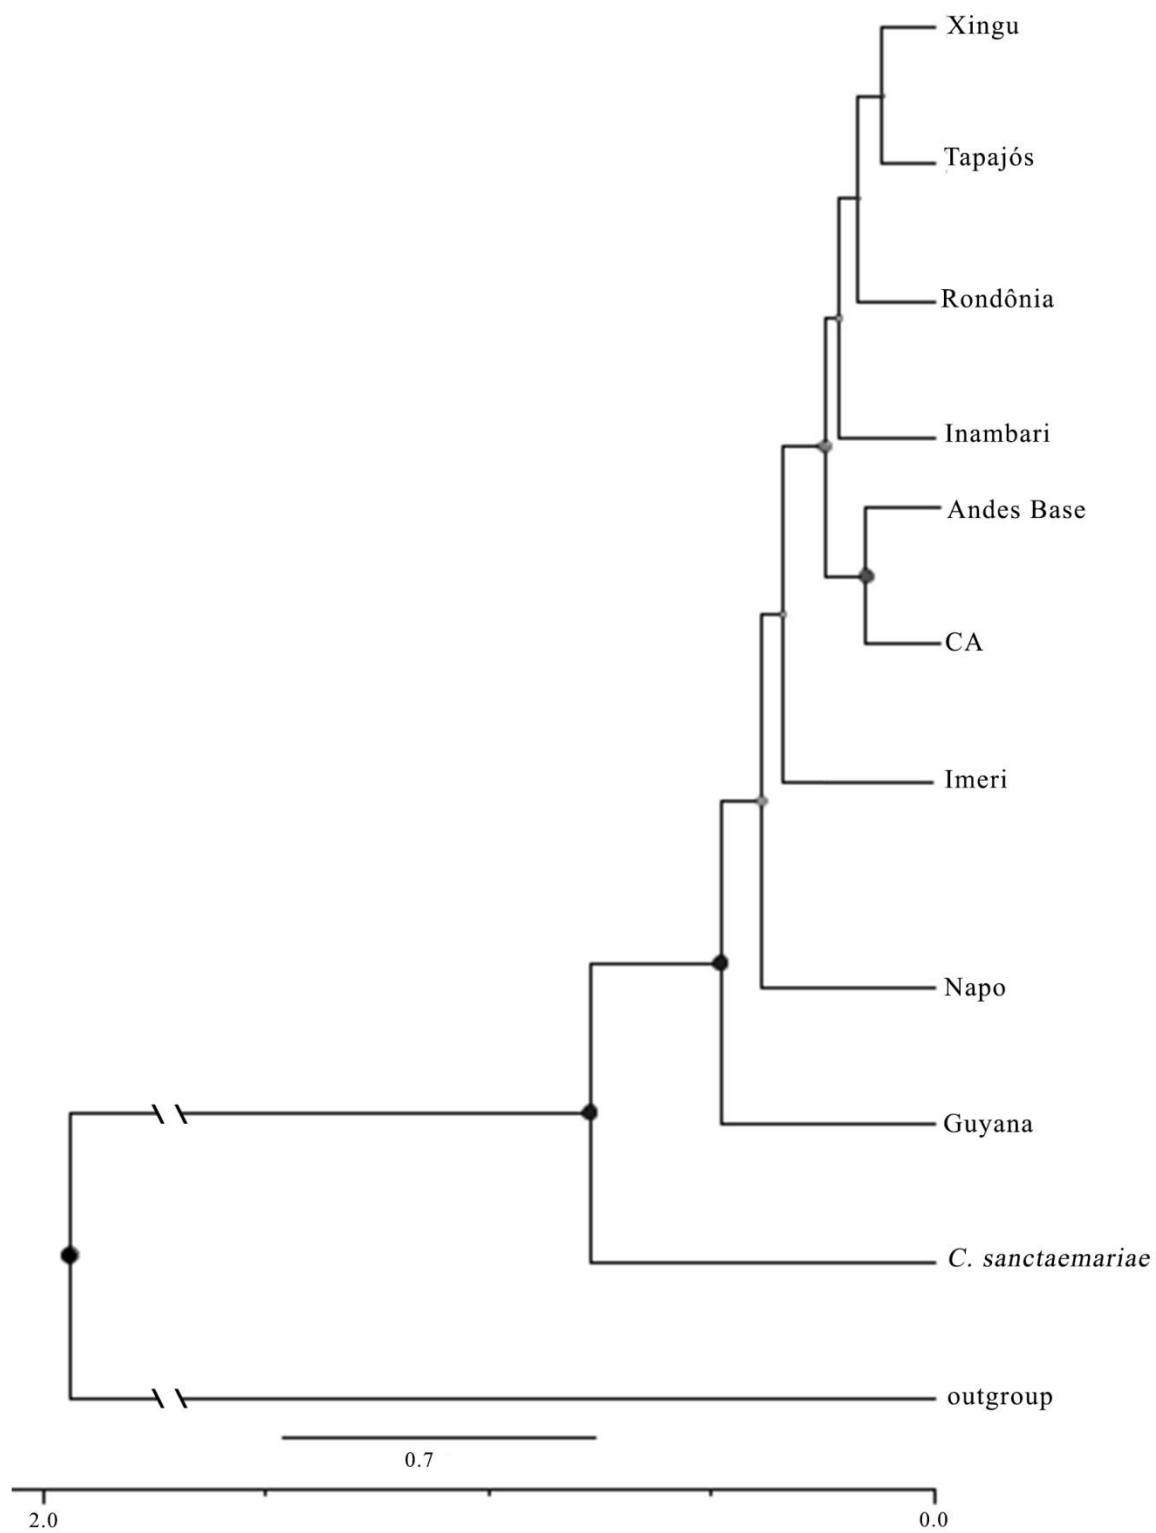 Xingu
Tapajós
Rondônia
Inambari
Andes Base
CA
Imeri
Napo
Guyana
C. sanctaemariae
outgroup
0.7
2.0 0.0